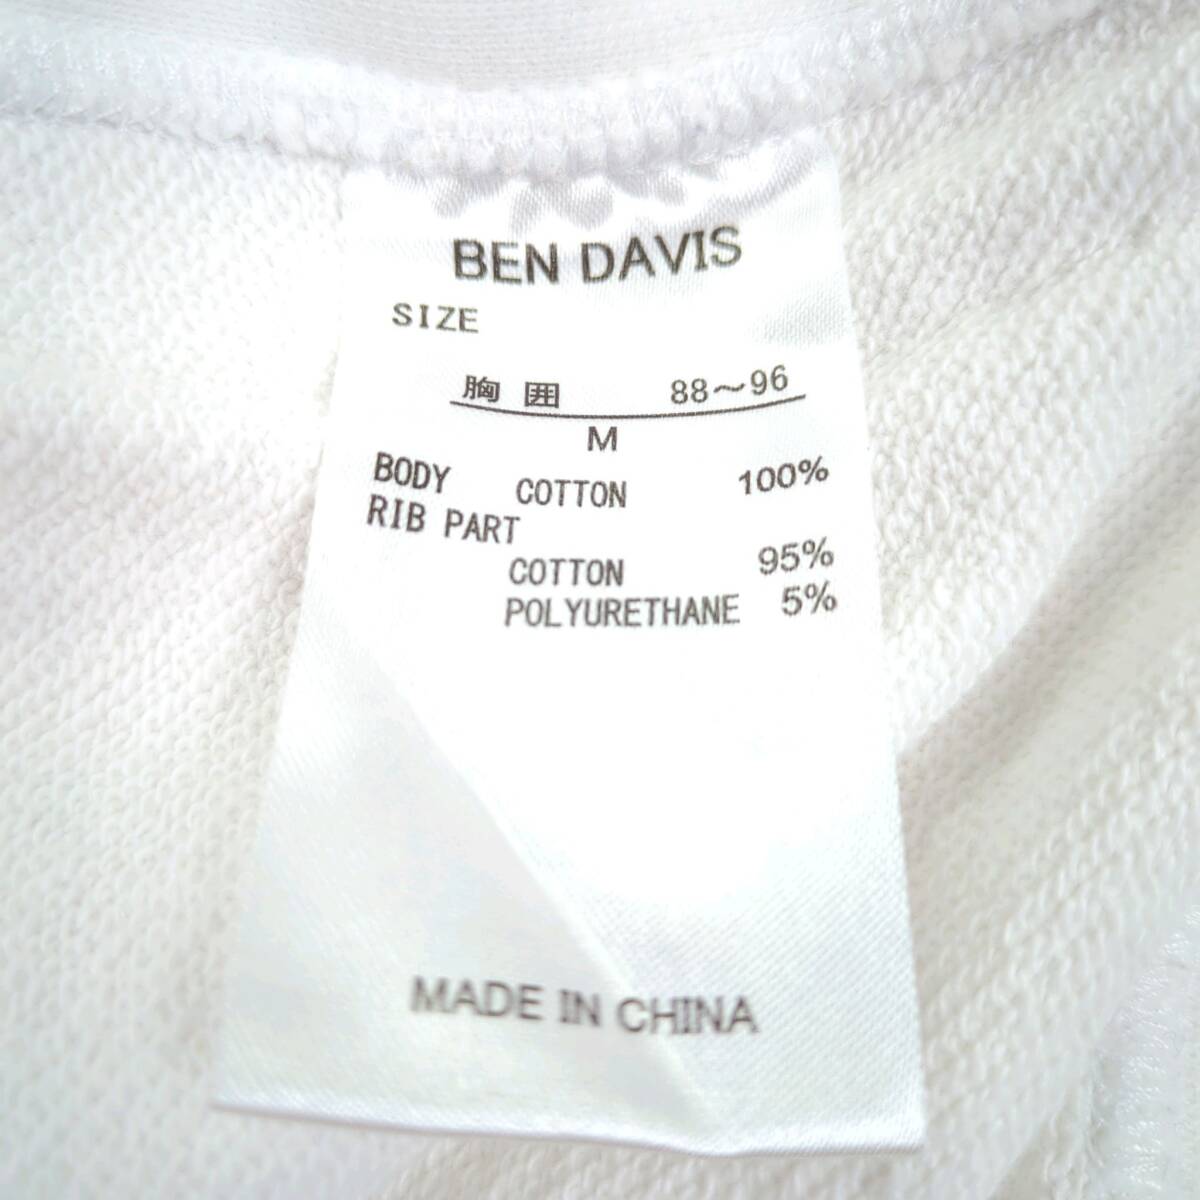 BEN DAVIS
SIZE
胸 囲 88～96
M
BODY COTTON 100%
RIB PART
COTTON 95%
POLYURETHANE 5%
MADE IN CHINA